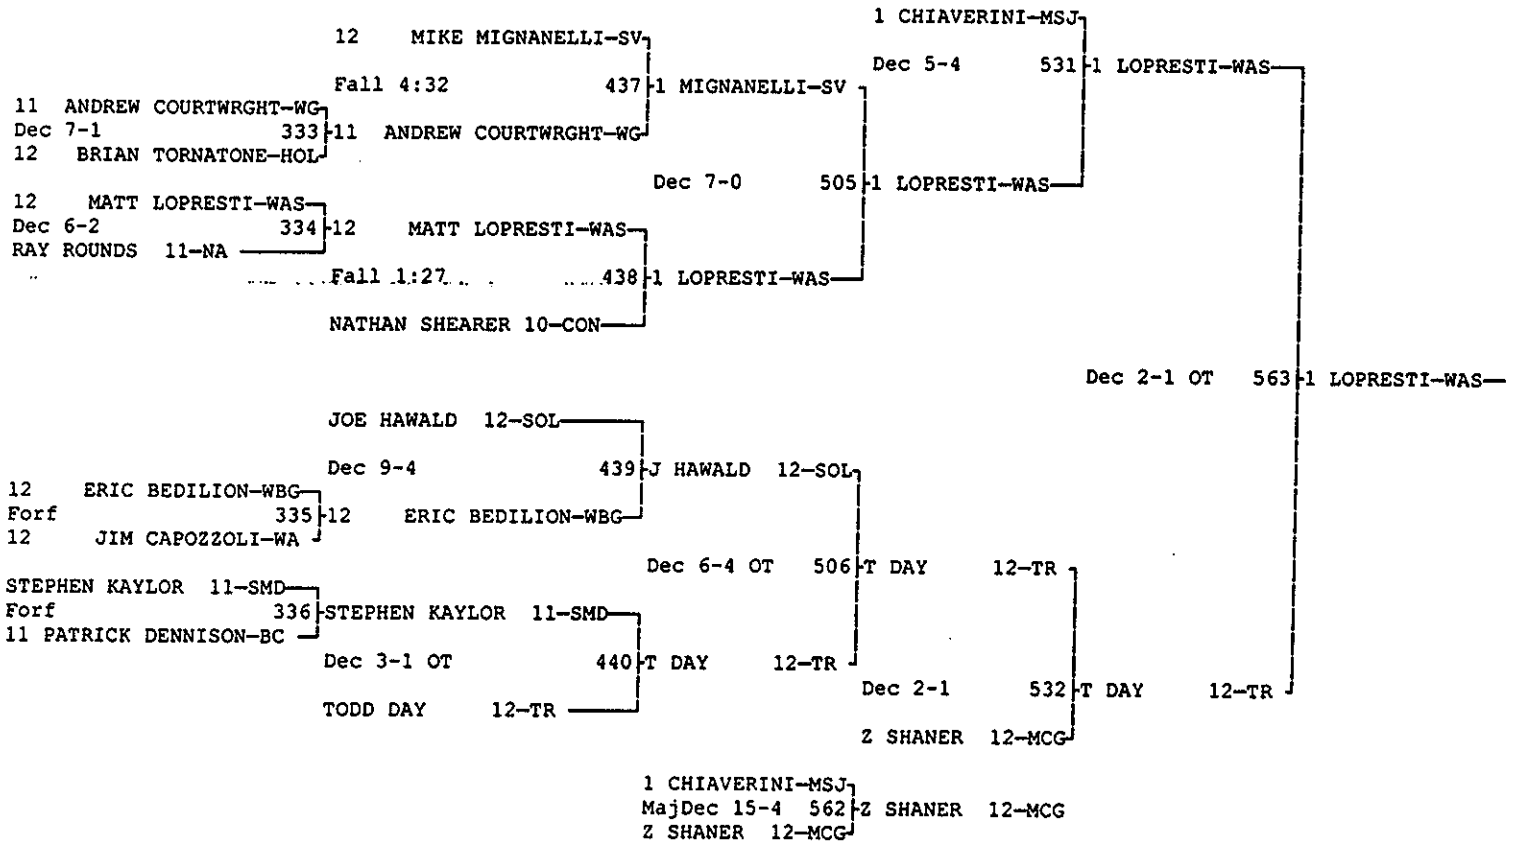 1 CHIAVERINI-MSJ
12 MIKE MIGNANELLI-SV
Dec 5-4 531 1 LOPRESTI-WAS
Fall 4:32 437 1 MIGNANELLI-SV
11 ANDREW COURTWRGHT-WG
Dec 7-1 333 11 ANDREW COURTWRGHT-WG
12 BRIAN TORNATONE-HOL
Dec 7-0 505 1 LOPRESTI-WAS
12 MATT LOPRESTI-WAS
Dec 6-2 334 12 MATT LOPRESTI-WAS
RAY ROUNDS 11-NA
Fall 1:27 438 1 LOPRESTI-WAS
NATHAN SHEARER 10-CON
Dec 2-1 OT 563 1 LOPRESTI-WAS
JOE HAWALD 12-SOL
Dec 9-4 439 J HAWALD 12-SOL
12 ERIC BEDILION-WBG
Forf 335 12 ERIC BEDILION-WBG
12 JIM CAPOZZOLI-WA
Dec 6-4 OT 506 T DAY 12-TR
STEPHEN KAYLOR 11-SMD
Forf 336 STEPHEN KAYLOR 11-SMD
11 PATRICK DENNISON-BC
Dec 3-1 OT 440 T DAY 12-TR
Dec 2-1 532 T DAY 12-TR
TODD DAY 12-TR
Z SHANER 12-MCG
1 CHIAVERINI-MSJ
MajDec 15-4 562 Z SHANER 12-MCG
Z SHANER 12-MCG